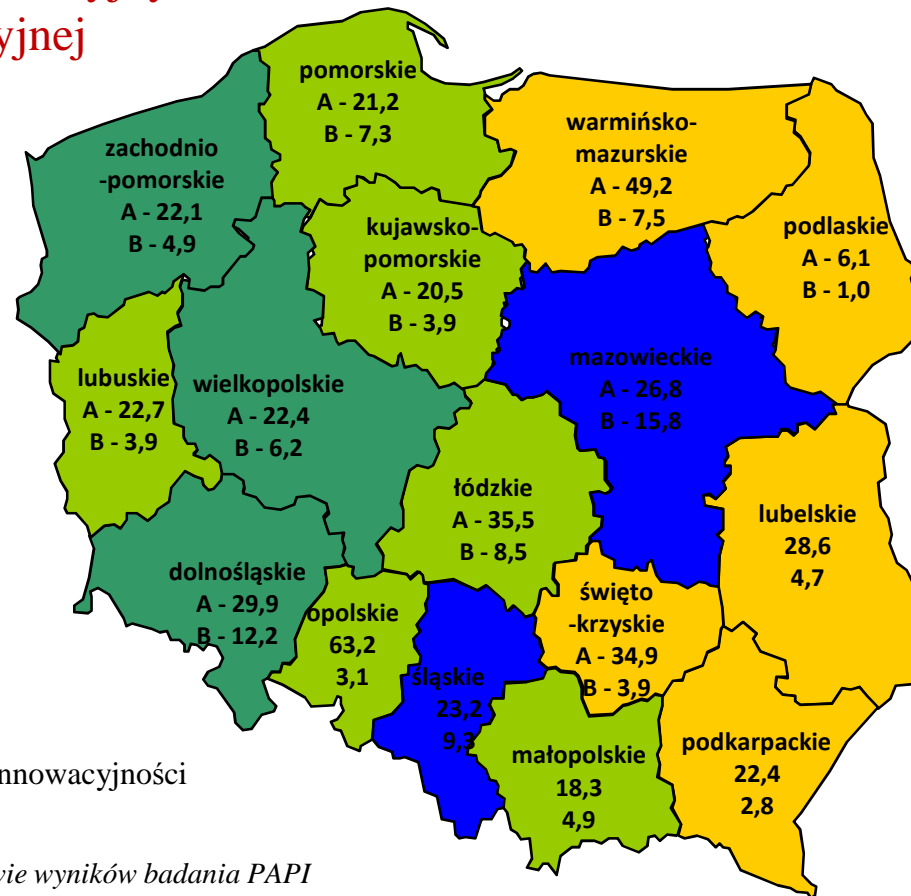 yjnej
pomorskie
A - 21,2
B - 7,3
zachodnio
-pomorskie
A - 22,1
B - 4,9
warmińsko-
mazurskie
A - 49,2
B - 7,5
kujawsko-
pomorskie
A - 20,5
B - 3,9
podlaskie
A - 6,1
B - 1,0
lubuskie
A - 22,7
B - 3,9
wielkopolskie
A - 22,4
B - 6,2
mazowieckie
A - 26,8
B - 15,8
łódzkie
A - 35,5
B - 8,5
lubelskie
28,6
4,7
dolnośląskie
A - 29,9
B - 12,2
opolskie
63,2
3,1
święto
-krzyskie
A - 34,9
B - 3,9
śląskie
23,2
9,3
małopolskie
18,3
4,9
podkarpackie
22,4
2,8
nnowacyjności
wie wyników badania PAPI